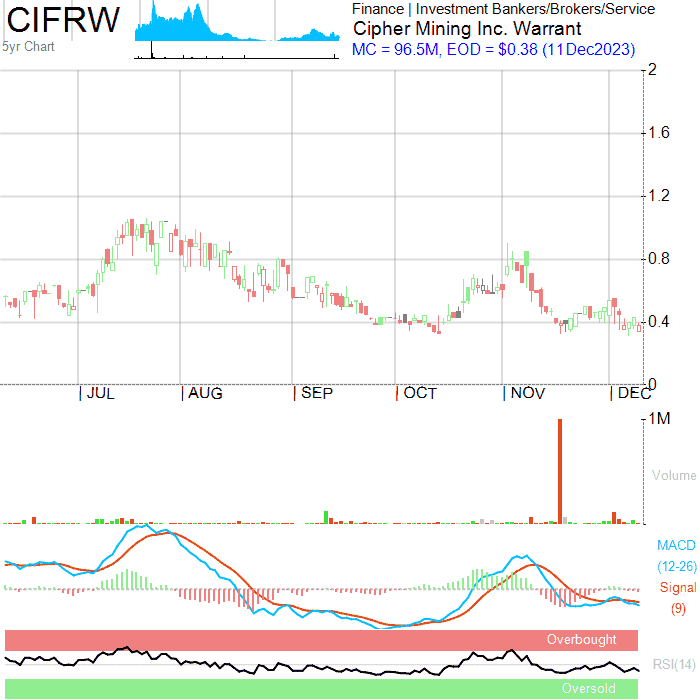 CIFRW
5yr Chart
Finance | Investment Bankers/Brokers/Service
Cipher Mining Inc. Warrant
MC = 96.5M, EOD = $0.38 (11Dec2023)
2
1.6
1.2
0.8
0.4
0
JUL AUG SEP OCT NOV DEC
1M
Volume
MACD
(12-26)
Signal
(9)
Overbought
RSI(14)
Oversold